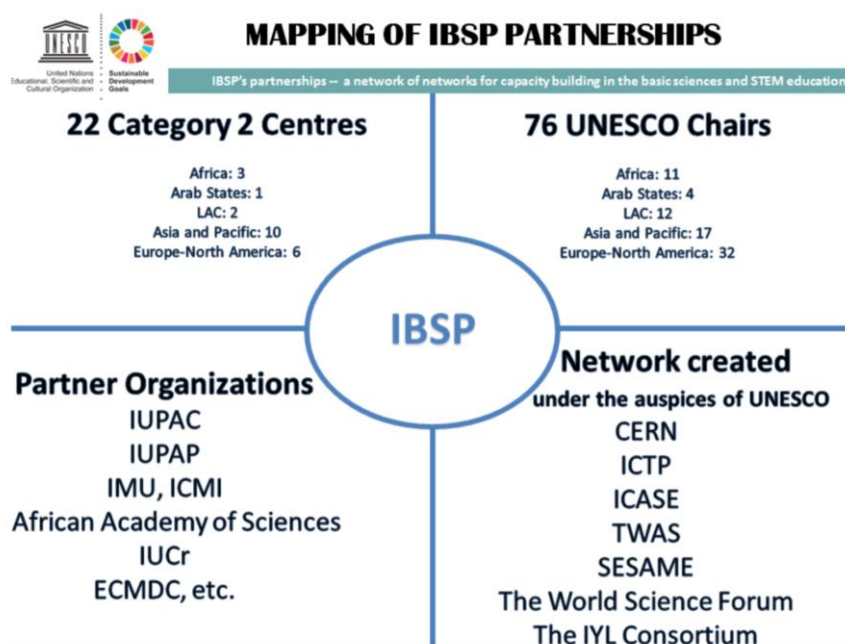 UNESCO
United Nations
Educational, Scientific and
Cultural Organization
Sustainable
Development
Goals
MAPPING OF IBSP PARTNERSHIPS
IBSP's partnerships -- a network of networks for capacity building in the basic sciences and STEM education
22 Category 2 Centres
Africa: 3
Arab States: 1
LAC: 2
Asia and Pacific: 10
Europe-North America: 6
76 UNESCO Chairs
Africa: 11
Arab States: 4
LAC: 12
Asia and Pacific: 17
Europe-North America: 32
IBSP
Partner Organizations
IUPAC
IUPAP
IMU, ICMI
African Academy of Sciences
IUCr
ECMDC, etc.
Network created
under the auspices of UNESCO
CERN
ICTP
ICASE
TWAS
SESAME
The World Science Forum
The IYL Consortium